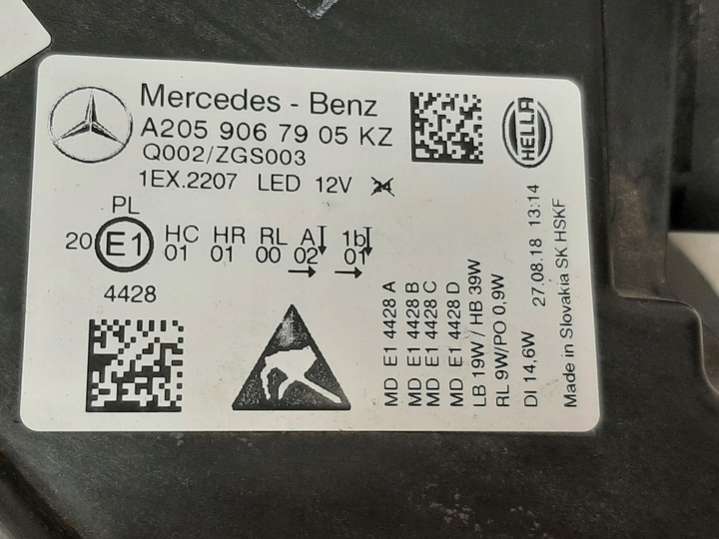 Mercedes - Benz
A205 906 79 05 KZ
Q002/ZGS003
1EX.2207 LED 12V 24
HELLA
PL
20 E1 HC HR RL A 1b
01 01 00 02 01
4428
MD E1 4428 A
MD E1 4428 B
MD E1 4428 C
MD E1 4428 D
LB 19W / HB 39W
RL 9W/PO 0,9W
DI 14,6W
27.08.18 13:14
Made in Slovakia SK HSKF